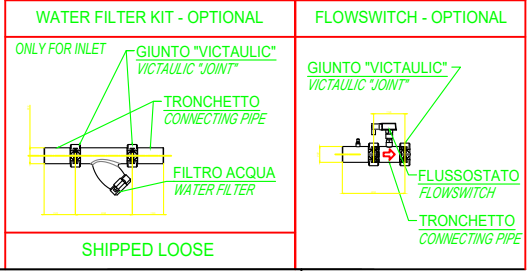 WATER FILTER KIT - OPTIONAL
ONLY FOR INLET
GIUNTO "VICTAULIC"
VICTAULIC "JOINT"
TRONCHETTO
CONNECTING PIPE
FILTRO ACQUA
WATER FILTER
SHIPPED LOOSE
FLOWSWITCH - OPTIONAL
GIUNTO "VICTAULIC"
VICTAULIC "JOINT"
FLUSSOSTATO
FLOWSWITCH
TRONCHETTO
CONNECTING PIPE